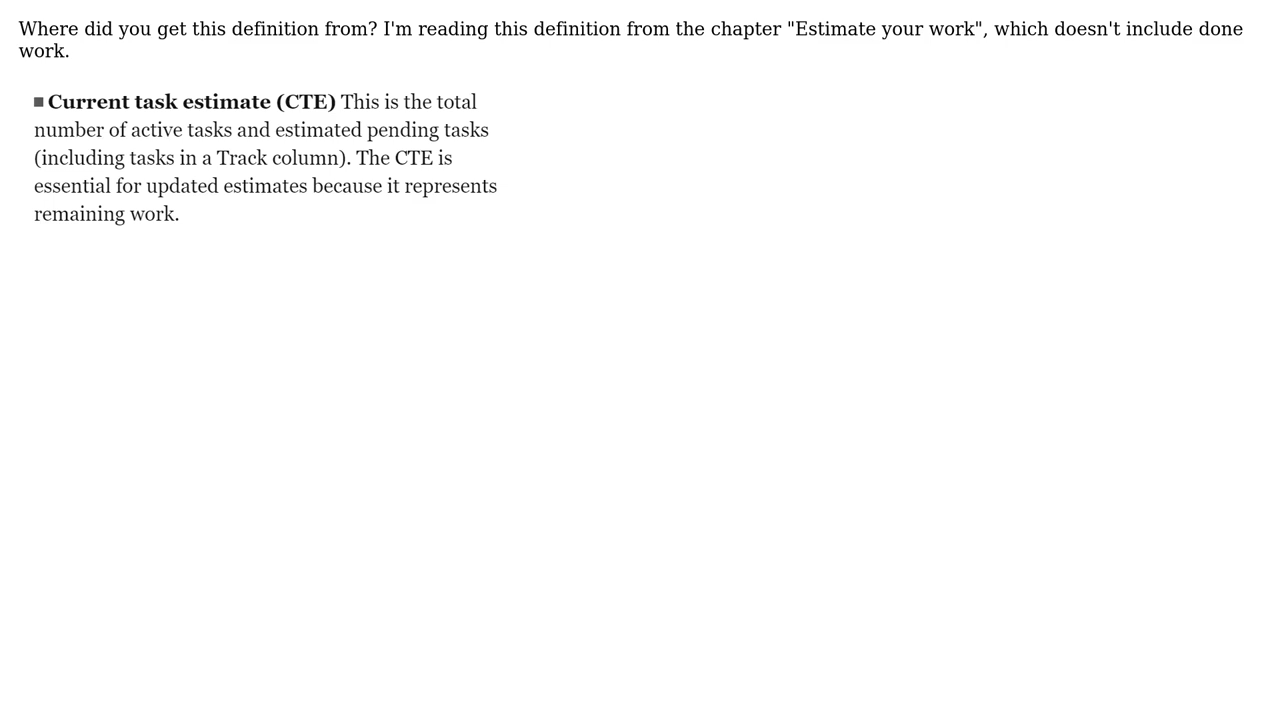 Where did you get this definition from? I'm reading this definition from the chapter "Estimate your work", which doesn't include done
work.
■ Current task estimate (CTE) This is the total
number of active tasks and estimated pending tasks
(including tasks in a Track column). The CTE is
essential for updated estimates because it represents
remaining work.